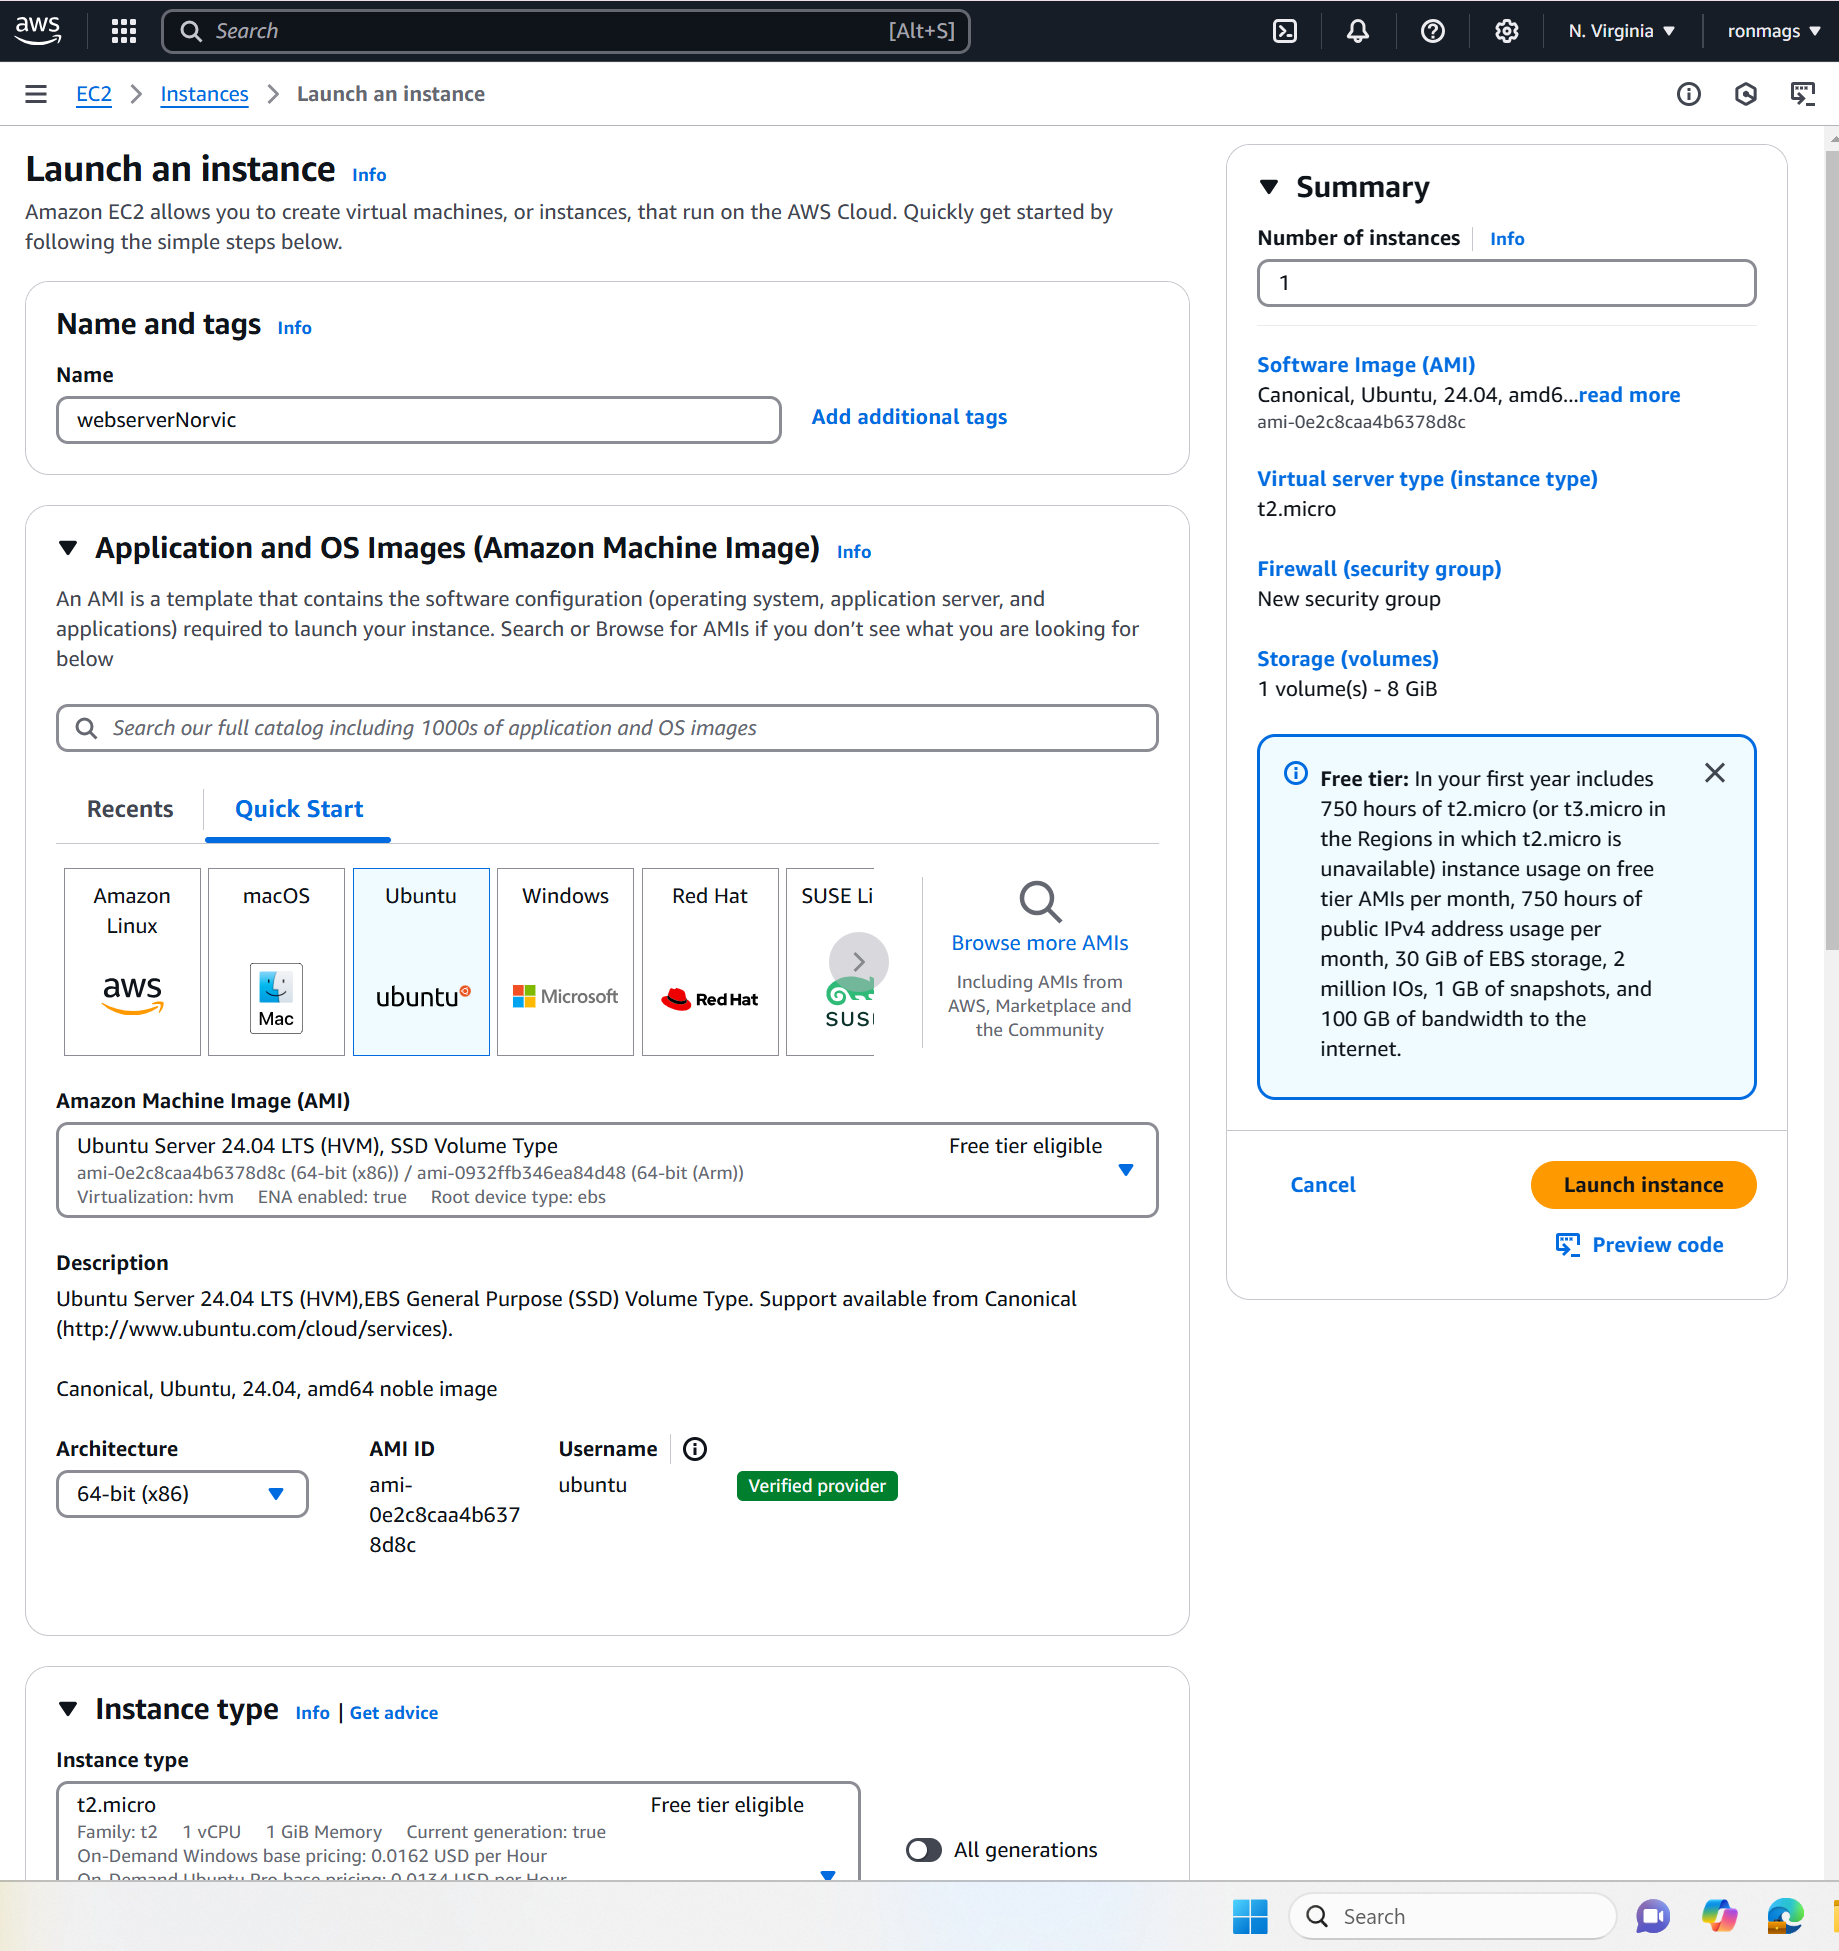 aws
Search
[Alt+S]
N. Virginia
ronmags
EC2
Instances
Launch an instance
Launch an instance Info
Amazon EC2 allows you to create virtual machines, or instances, that run on the AWS Cloud. Quickly get started by
following the simple steps below.
Name and tags Info
Name
webserverNorvic
Add additional tags
Application and OS Images (Amazon Machine Image) Info
An AMI is a template that contains the software configuration (operating system, application server, and
applications) required to launch your instance. Search or Browse for AMIs if you don’t see what you are looking for
below
Search our full catalog including 1000s of application and OS images
Recents
Quick Start
Amazon
Linux
aws
macOS
Mac
Ubuntu
ubuntu
Windows
Microsoft
Red Hat
Red Hat
SUSE Li
SUS
Browse more AMIs
Including AMIs from
AWS, Marketplace and
the Community
Amazon Machine Image (AMI)
Ubuntu Server 24.04 LTS (HVM), SSD Volume Type
Free tier eligible
ami-0e2c8caa4b6378d8c (64-bit (x86)) / ami-0932ffb346ea84d48 (64-bit (Arm))
Virtualization: hvm ENA enabled: true Root device type: ebs
Description
Ubuntu Server 24.04 LTS (HVM),EBS General Purpose (SSD) Volume Type. Support available from Canonical
(http://www.ubuntu.com/cloud/services).
Canonical, Ubuntu, 24.04, amd64 noble image
Architecture
64-bit (x86)
AMI ID
ami-
0e2c8caa4b637
8d8c
Username
ubuntu
Verified provider
Instance type Info | Get advice
Instance type
t2.micro
Free tier eligible
Family: t2 1 vCPU 1 GiB Memory Current generation: true
On-Demand Windows base pricing: 0.0162 USD per Hour
On-Demand Ubuntu Pro base pricing: 0.0134 USD per Hour
All generations
Summary
Number of instances
Info
1
Software Image (AMI)
Canonical, Ubuntu, 24.04, amd6...read more
ami-0e2c8caa4b6378d8c
Virtual server type (instance type)
t2.micro
Firewall (security group)
New security group
Storage (volumes)
1 volume(s) - 8 GiB
Free tier: In your first year includes
750 hours of t2.micro (or t3.micro in
the Regions in which t2.micro is
unavailable) instance usage on free
tier AMIs per month, 750 hours of
public IPv4 address usage per
month, 30 GiB of EBS storage, 2
million IOs, 1 GB of snapshots, and
100 GB of bandwidth to the
internet.
Cancel
Launch instance
Preview code
Search